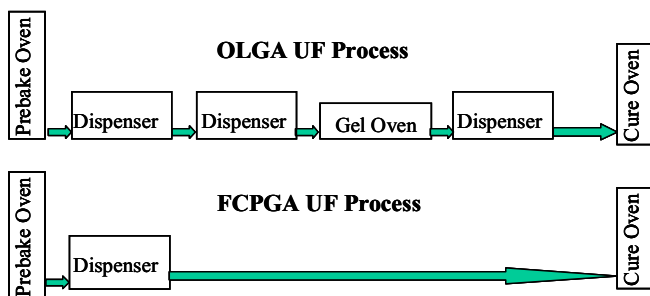 OLGA UF Process
Prebake Oven
Dispenser
Dispenser
Gel Oven
Dispenser
Cure Oven
FCPGA UF Process
Prebake Oven
Dispenser
Cure Oven